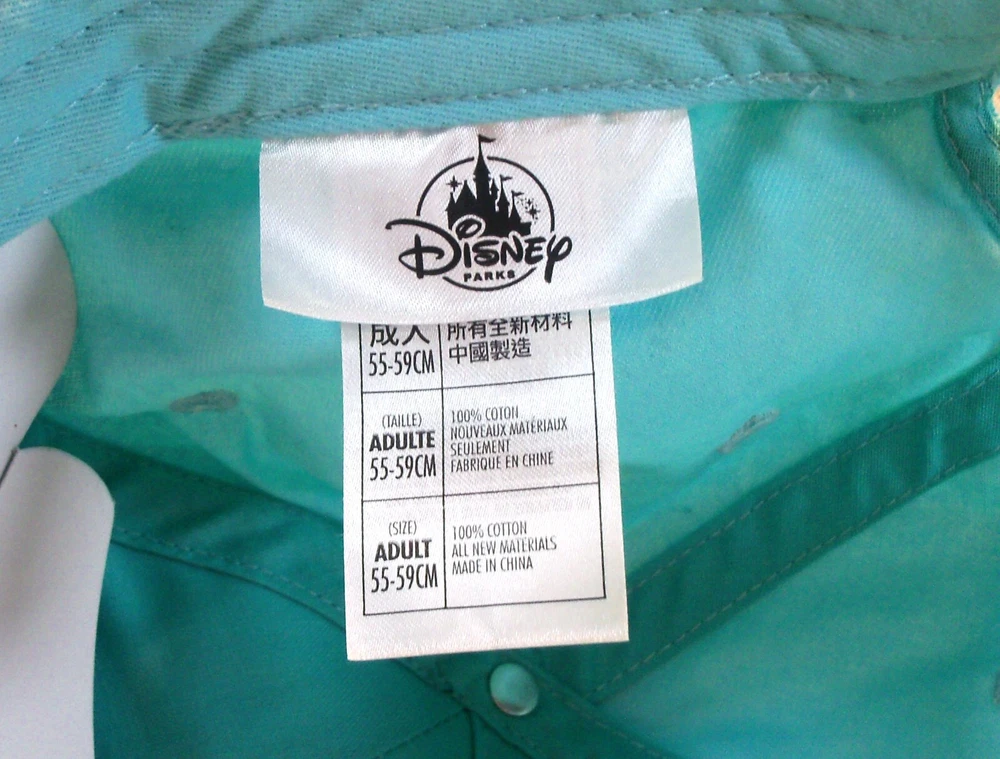 DISNEY
PARKS
成人
55-59CM
所有全新材料
中國製造
(TAILLE)
ADULTE
55-59CM
100% COTON
NOUVEAUX MATÉRIAUX
SEULEMENT
FABRIQUE EN CHINE
(SIZE)
ADULT
55-59CM
100% COTTON
ALL NEW MATERIALS
MADE IN CHINA